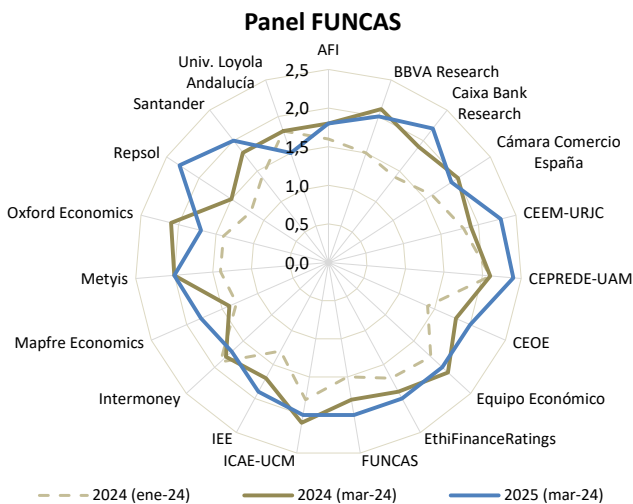 Panel FUNCAS
AFI
BBVA Research
Caixa Bank
Research
Cámara Comercio
España
CEEM-URJC
CEPREDE-UAM
CEOE
Equipo Económico
EthiFinanceRatings
FUNCAS
ICAE-UCM
IEE
Intermoney
Mapfre Economics
Metyis
Oxford Economics
Repsol
Santander
Univ. Loyola
Andalucía
2,5
2,0
1,5
1,0
0,5
0,0
2024 (ene-24)
2024 (mar-24)
2025 (mar-24)